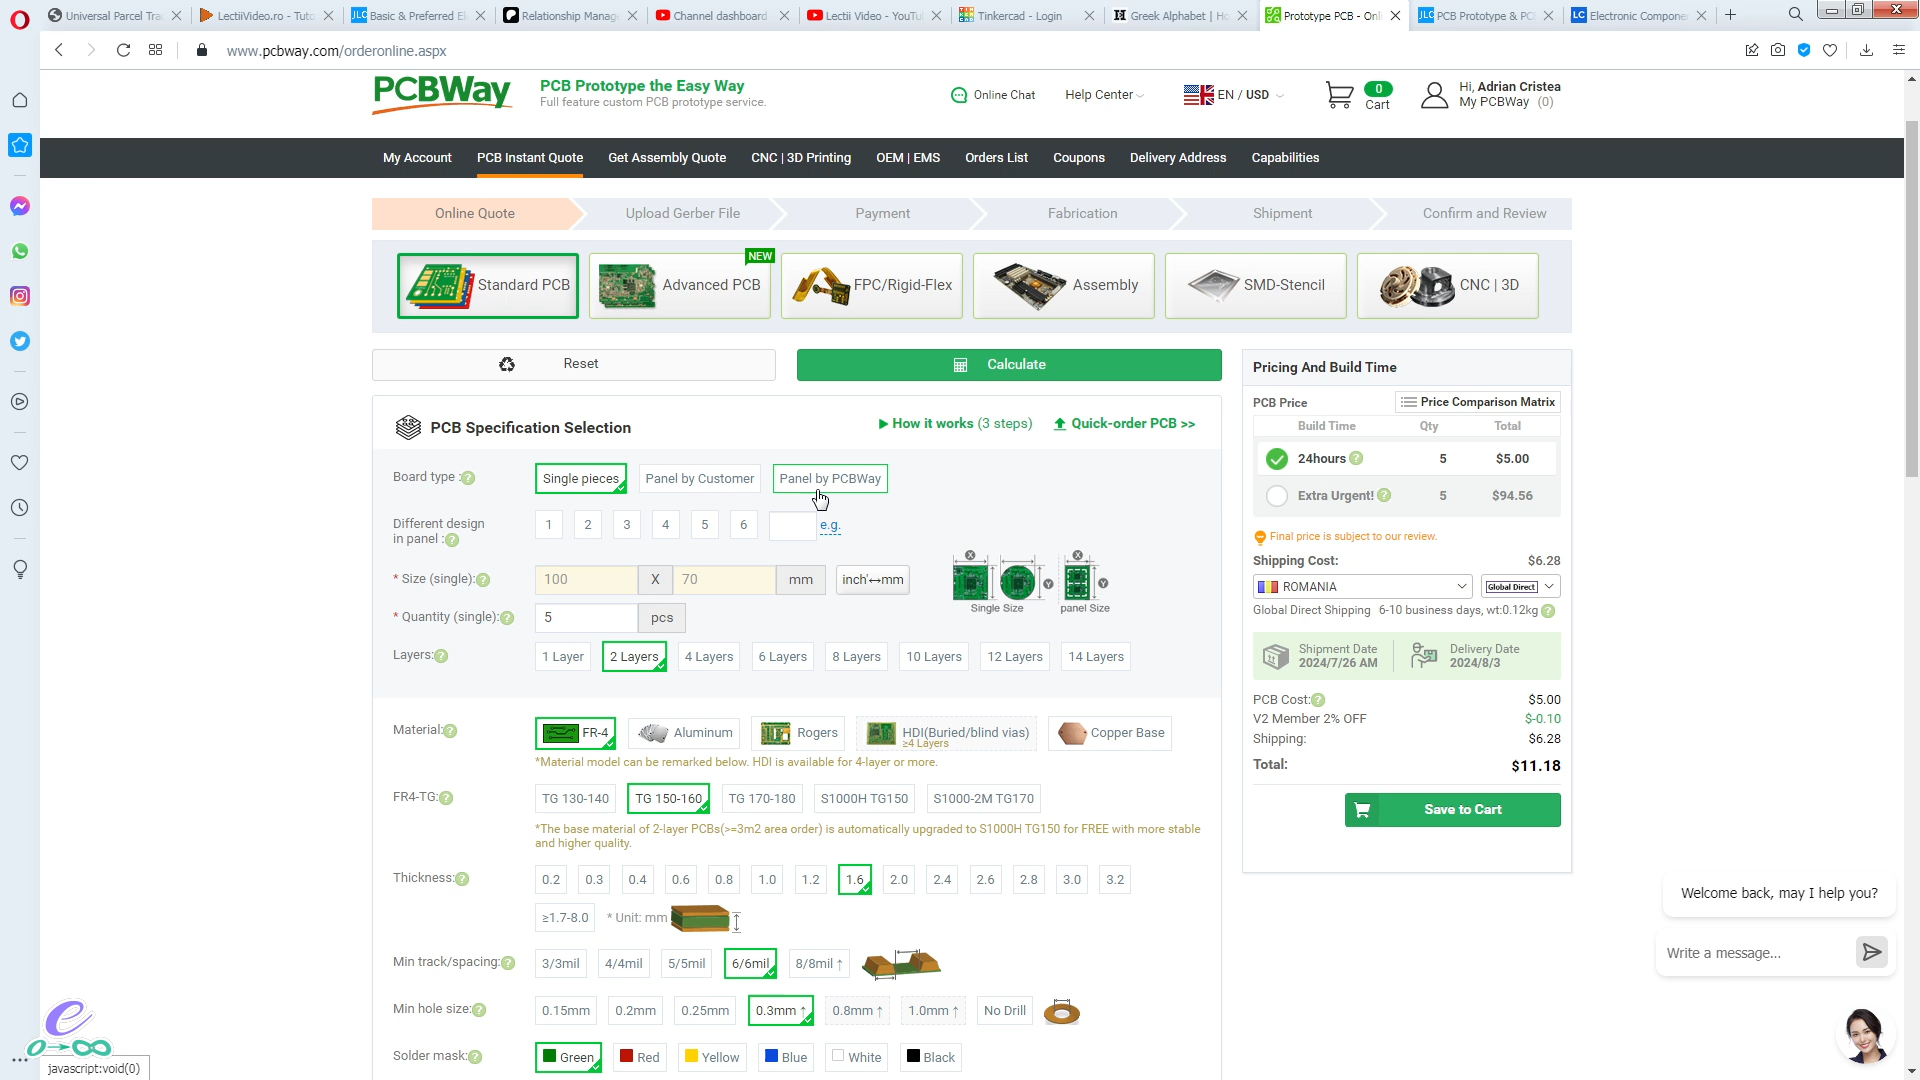 Universal Parcel Tra
LectiiVideo.ro - Tuto
JLC Basic & Preferred El
Relationship Manage
Channel dashboard
Lectii Video - YouTu
Tinkercad - Login
Greek Alphabet | Ho
Prototype PCB - Onli
JLC PCB Prototype & PC
LC Electronic Compone
www.pcbway.com/orderonline.aspx
PCBWay
PCB Prototype the Easy Way
Full feature custom PCB prototype service.
Online Chat
Help Center
EN / USD
0
Cart
Hi, Adrian Cristea
My PCBWay (0)
My Account
PCB Instant Quote
Get Assembly Quote
CNC | 3D Printing
OEM | EMS
Orders List
Coupons
Delivery Address
Capabilities
Online Quote
Upload Gerber File
Payment
Fabrication
Shipment
Confirm and Review
Standard PCB
NEW
Advanced PCB
FPC/Rigid-Flex
Assembly
SMD-Stencil
CNC | 3D
Reset
Calculate
PCB Specification Selection
How it works (3 steps)
Quick-order PCB >>
Board type :
Single pieces
Panel by Customer
Panel by PCBWay
Different design
in panel :
1 2 3 4 5 6 e.g.
* Size (single):
100 X 70 mm
inch↔mm
X X
Y Y
Single Size
panel Size
* Quantity (single):
5 pcs
Layers:
1 Layer
2 Layers
4 Layers
6 Layers
8 Layers
10 Layers
12 Layers
14 Layers
Material:
FR-4
Aluminum
Rogers
HDI(Buried/blind vias)
≥4 Layers
Copper Base
*Material model can be remarked below. HDI is available for 4-layer or more.
FR4-TG:
TG 130-140
TG 150-160
TG 170-180
S1000H TG150
S1000-2M TG170
*The base material of 2-layer PCBs(>=3m2 area order) is automatically upgraded to S1000H TG150 for FREE with more stable
and higher quality.
Thickness:
0.2 0.3 0.4 0.6 0.8 1.0 1.2 1.6 2.0 2.4 2.6 2.8 3.0 3.2
≥1.7-8.0 * Unit: mm
Min track/spacing:
3/3mil
4/4mil
5/5mil
6/6mil
8/8mil ↑
Min hole size:
0.15mm
0.2mm
0.25mm
0.3mm ↑
0.8mm ↑
1.0mm ↑
No Drill
Solder mask:
Green
Red
Yellow
Blue
White
Black
Pricing And Build Time
PCB Price
Price Comparison Matrix
Build Time Qty Total
24hours 5 $5.00
Extra Urgent! 5 $94.56
Final price is subject to our review.
Shipping Cost: $6.28
ROMANIA
Global Direct
Global Direct Shipping 6-10 business days, wt:0.12kg
Shipment Date
2024/7/26 AM
Delivery Date
2024/8/3
PCB Cost: $5.00
V2 Member 2% OFF $-0.10
Shipping: $6.28
Total: $11.18
Save to Cart
Welcome back, may I help you?
Write a message...
javascript:void(0)